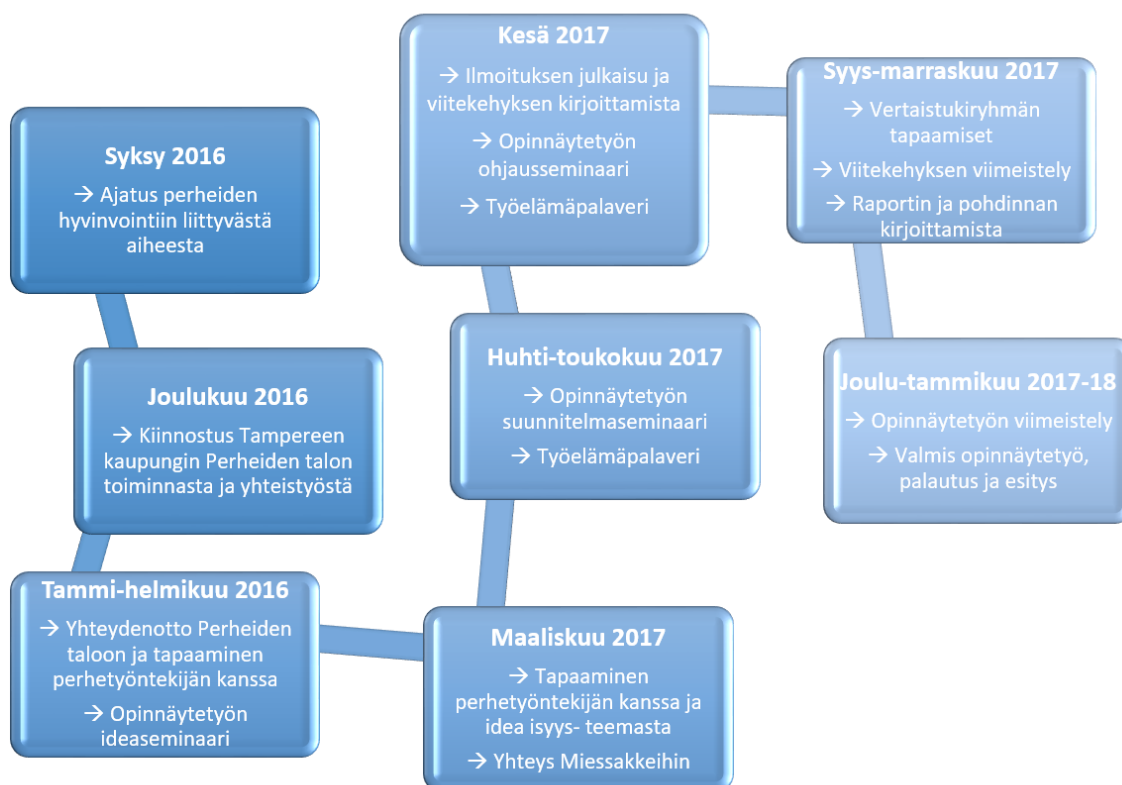 Syksy 2016
→ Ajatus perheiden
hyvinvointiin liittyvästä
aiheesta
Joulukuu 2016
→ Kiinnostus Tampereen
kaupungin Perheiden talon
toiminnasta ja yhteistyöstä
Tammi-helmikuu 2016
→ Yhteydenotto Perheiden
taloon ja tapaaminen
perhetyöntekijän kanssa
→ Opinnäytetyön
ideaseminaari
Maaliskuu 2017
→ Tapaaminen
perhetyöntekijän kanssa ja
idea isyys- teemasta
→ Yhteys Miessakkeihin
Huhti-toukokuu 2017
→ Opinnäytetyön
suunnitelmaseminaari
→ Työelämäpalaveri
Kesä 2017
→ Ilmoituksen julkaisu ja
viitekehyksen kirjoittamista
→ Opinnäytetyön
ohjausseminaari
→ Työelämäpalaveri
Syys-marraskuu 2017
→ Vertaistukiryhmän
tapaamiset
→ Viitekehyksen viimeistely
→ Raportin ja pohdinnan
kirjoittamista
Joulu-tammikuu 2017-18
→ Opinnäytetyön viimeistely
→ Valmis opinnäytetyö,
palautus ja esitys